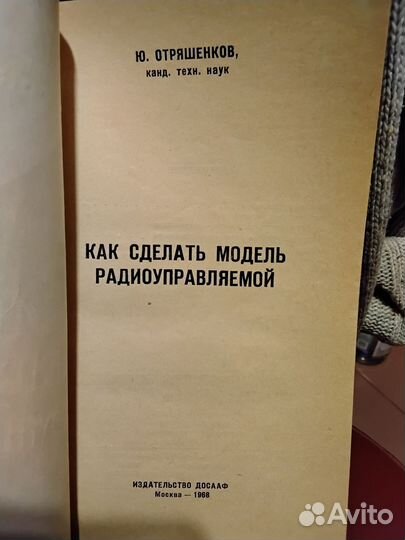 Ю. ОТРЯШЕНКОВ,
канд. техн. наук
КАК СДЕЛАТЬ МОДЕЛЬ
РАДИОУПРАВЛЯЕМОЙ
ИЗДАТЕЛЬСТВО ДОСААФ
Москва — 1968
Avito